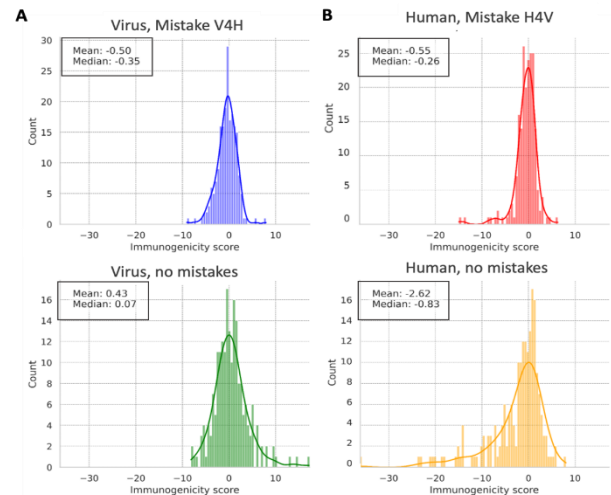 A
Virus, Mistake V4H
Mean: -0.50
Median: -0.35
Count
30
25
20
15
10
5
0
−30 −20 −10 0 10
Immunogenicity score
B
Human, Mistake H4V
Mean: -0.55
Median: -0.26
Count
25
20
15
10
5
0
−30 −20 −10 0 10
Immunogenicity score
Virus, no mistakes
Mean: 0.43
Median: 0.07
Count
16
14
12
10
8
6
4
2
0
−30 −20 −10 0 10
Immunogenicity score
Human, no mistakes
Mean: -2.62
Median: -0.83
Count
16
14
12
10
8
6
4
2
0
−30 −20 −10 0 10
Immunogenicity score